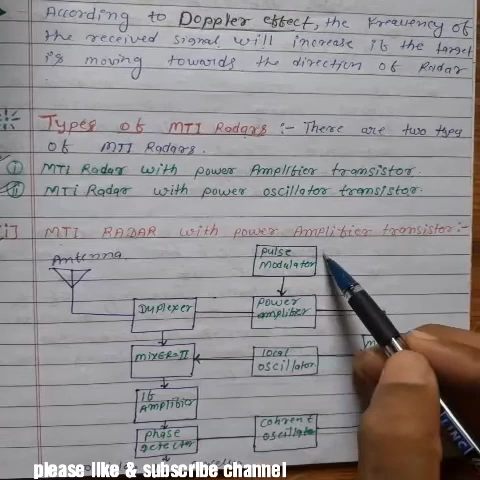 According to Doppler effect, the frequency of
the received signal will increase if the target
is moving towards the direction of Radar
Types of MTI Radars :- There are two types
of MTI Radars.
(i) MTI Radar with power Amplifier transistor.
(ii) MTI Radar with power oscillator transistor.
[i] MTI RADAR with power Amplifier transistor:-
Antenna
Pulse
Modulator
Duplexer
Power
amplifier
MIXER-II
local
oscillator
If
Amplifier
phase
detector
Cohrent
oscillator
please like & subscribe channel